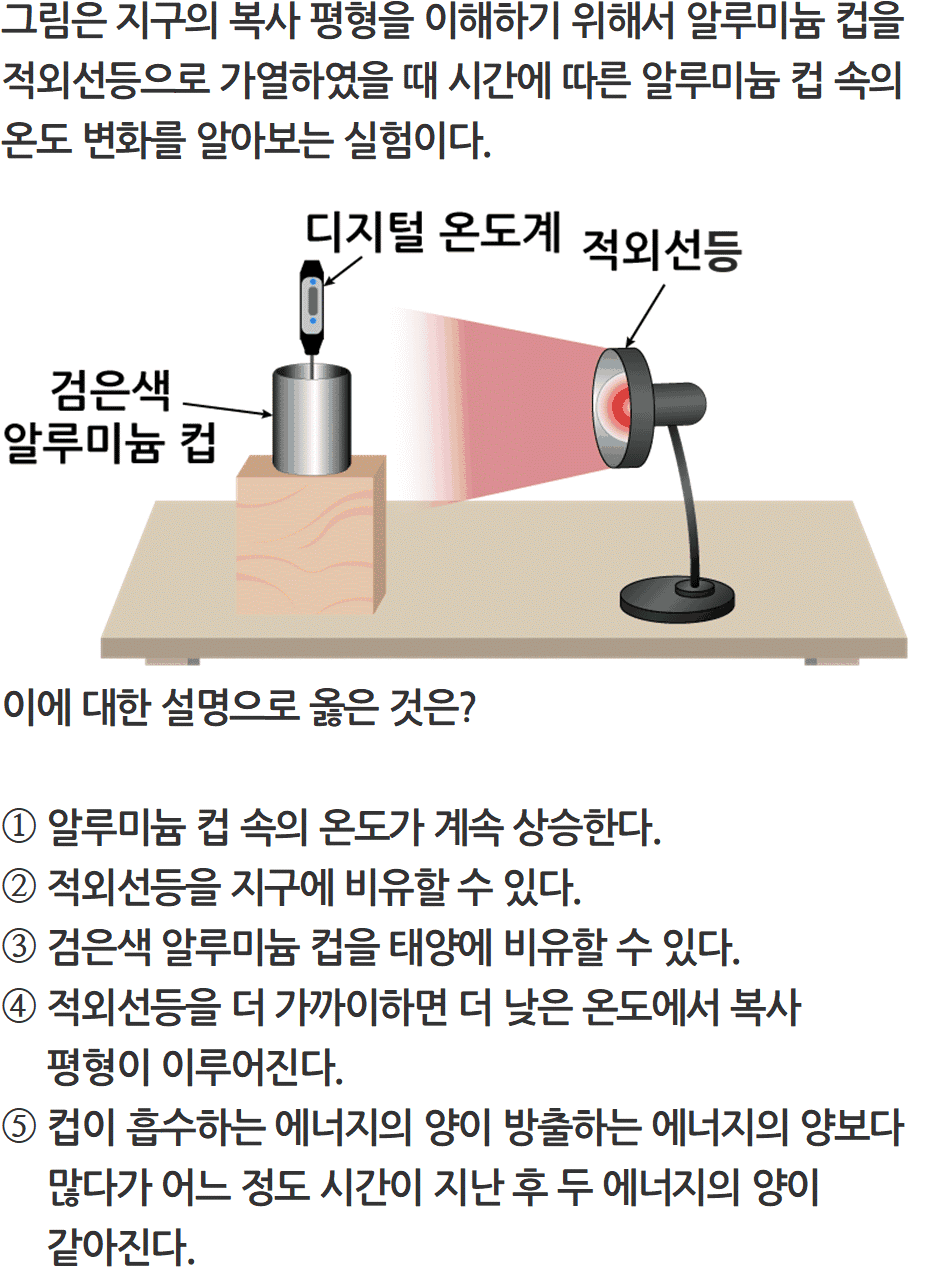 그림은 지구의 복사 평형을 이해하기 위해서 알루미늄 컵을
적외선등으로 가열하였을 때 시간에 따른 알루미늄 컵 속의
온도 변화를 알아보는 실험이다.
디지털 온도계
적외선등
검은색
알루미늄 컵
이에 대한 설명으로 옳은 것은?
① 알루미늄 컵 속의 온도가 계속 상승한다.
② 적외선등을 지구에 비유할 수 있다.
③ 검은색 알루미늄 컵을 태양에 비유할 수 있다.
④ 적외선등을 더 가까이하면 더 낮은 온도에서 복사
평형이 이루어진다.
⑤ 컵이 흡수하는 에너지의 양이 방출하는 에너지의 양보다
많다가 어느 정도 시간이 지난 후 두 에너지의 양이
같아진다.